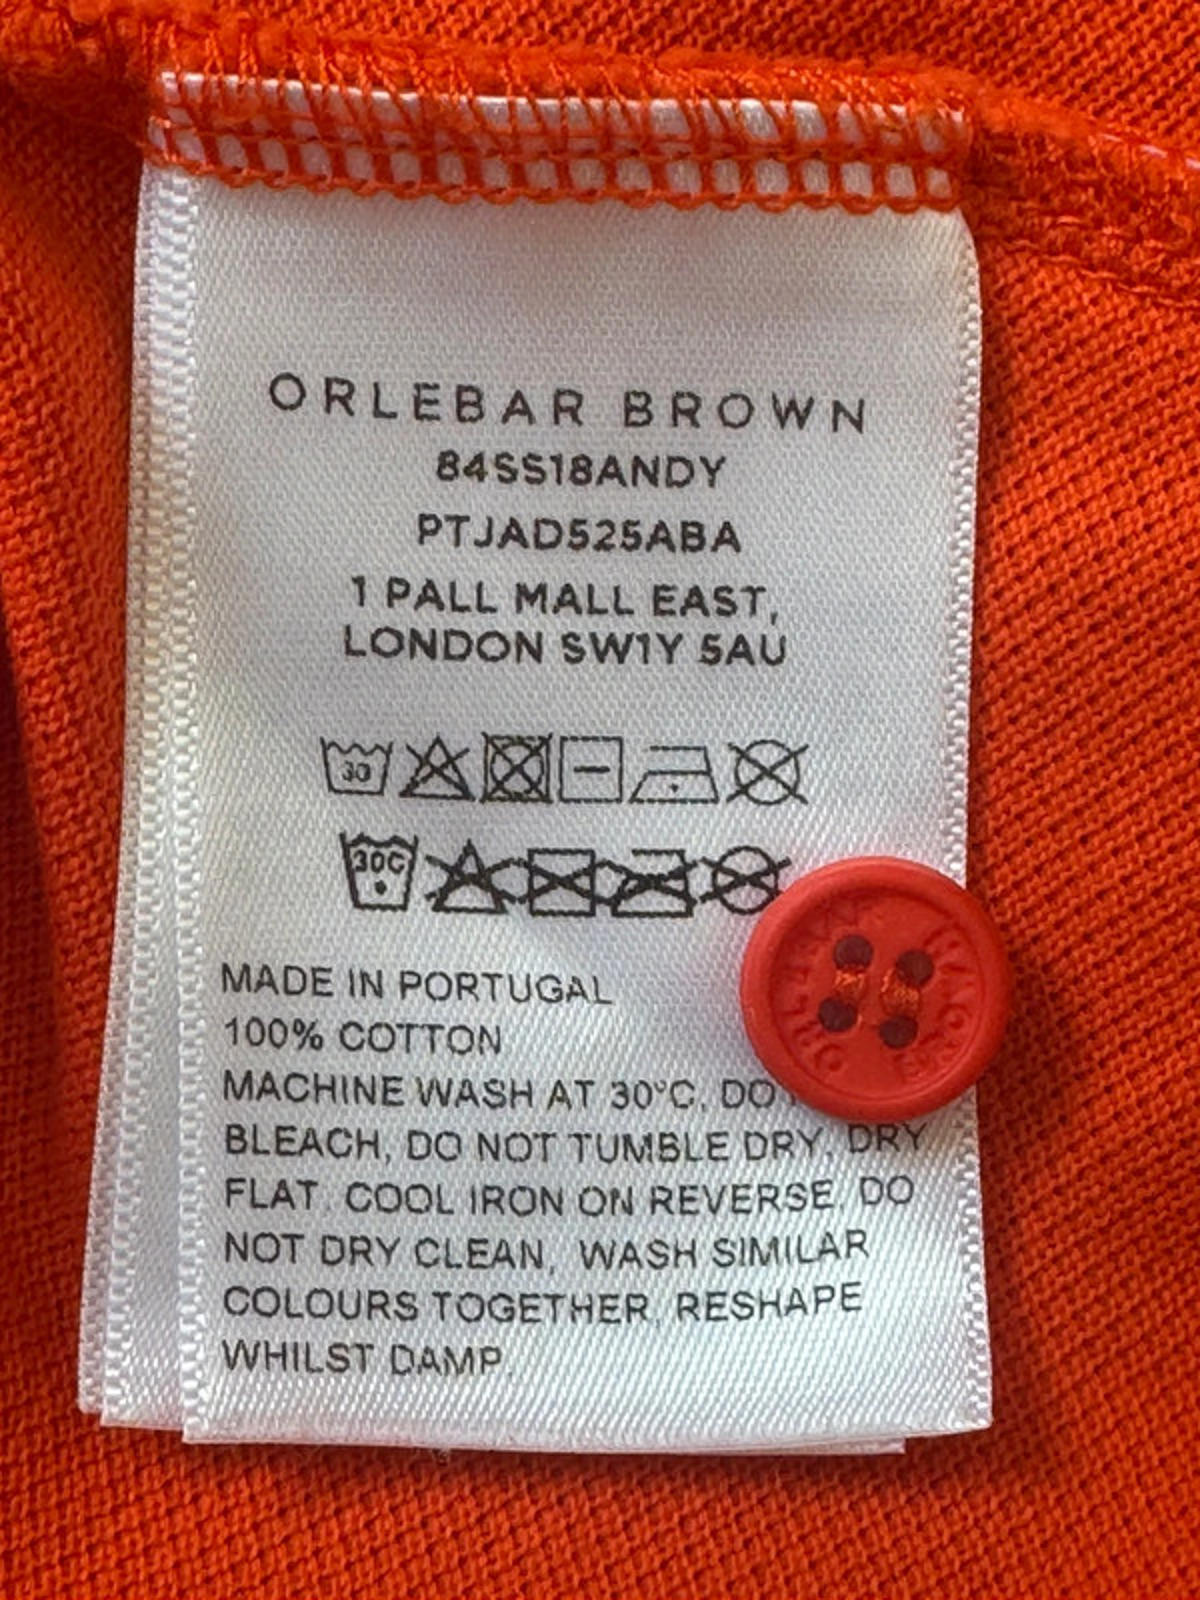 ORLEBAR BROWN
84SS18ANDY
PTJAD525ABA
1 PALL MALL EAST,
LONDON SW1Y 5AU
30
30C
MADE IN PORTUGAL
100% COTTON
MACHINE WASH AT 30°C, DO
BLEACH, DO NOT TUMBLE DRY, DRY
FLAT, COOL IRON ON REVERSE, DO
NOT DRY CLEAN, WASH SIMILAR
COLOURS TOGETHER, RESHAPE
WHILST DAMP.